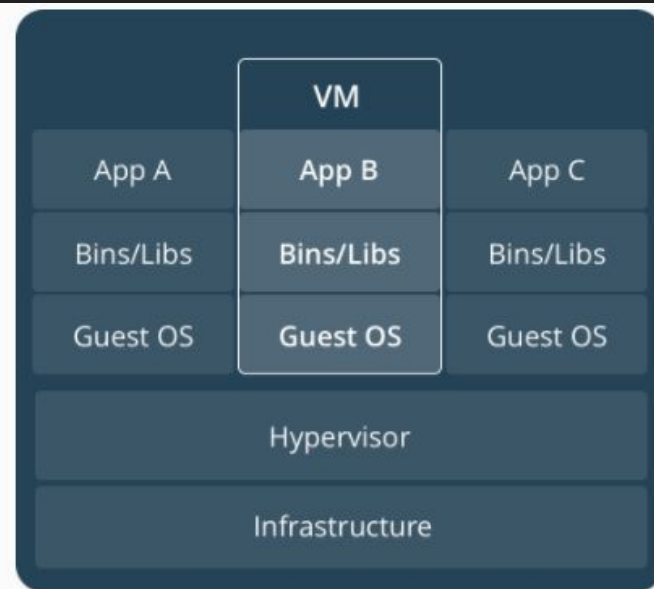 VM
App A App B App C
Bins/Libs Bins/Libs Bins/Libs
Guest OS Guest OS Guest OS
Hypervisor
Infrastructure